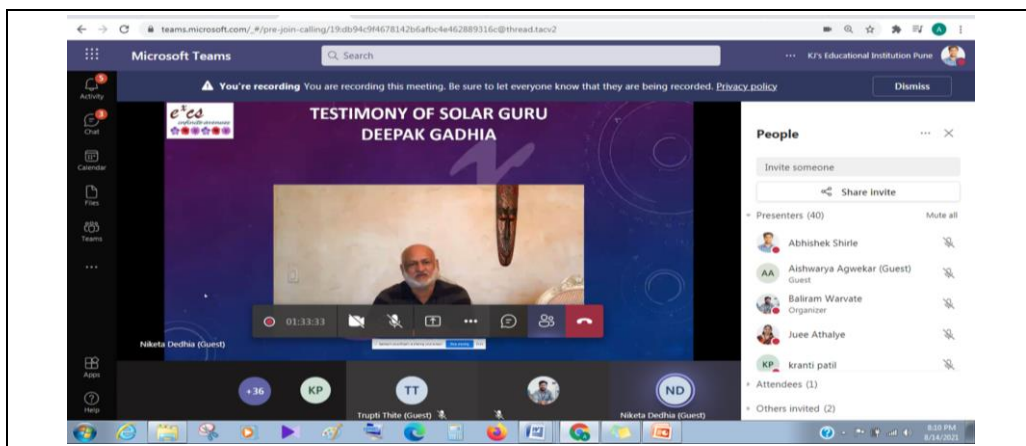 teams.microsoft.com/_#/pre-join-calling/19:db94c9f4678142b6afbc4e462889316c@thread.tacv2
Microsoft Teams
Search
KJ's Educational Institution Pune
You're recording You are recording this meeting. Be sure to let everyone know that they are being recorded. Privacy policy
Dismiss
5
Activity
3
Chat
Calendar
Files
Teams
Apps
Help
TESTIMONY OF SOLAR GURU
DEEPAK GADHIA
01:33:33
Niketa Dedhia (Guest)
+36
KP
TT
Trupti Thite (Guest)
ND
Niketa Dedhia (Guest)
People
Invite someone
Share invite
Presenters (40)
Mute all
Abhishek Shirle
AA
Aishwarya Agwekar (Guest)
Guest
Baliram Warvate
Organizer
Juee Athalye
KP
kranti patil
Attendees (1)
Others invited (2)
8:10 PM
8/14/2021